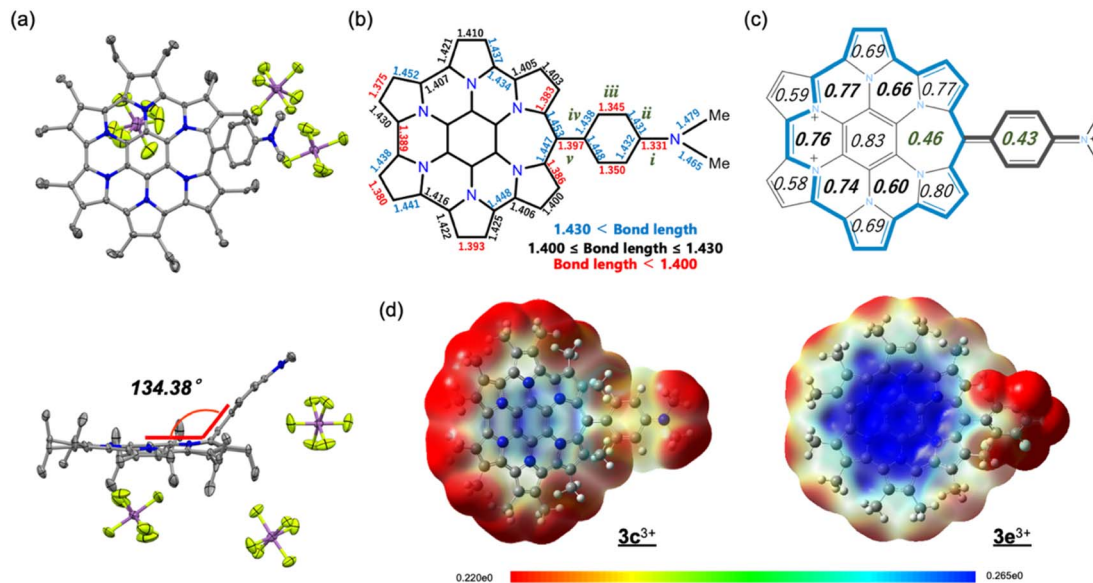 (a)
134.38°
(b)
1.410
1.421
1.437
1.452
1.407
1.434
1.405
1.403
1.375
1.383
1.430
1.389
1.438
1.380
1.441
1.416
1.422
1.393
1.425
1.448
1.406
1.400
1.386
1.453
1.447
1.397
1.438
1.345
1.431
1.448
1.432
1.350
1.331
1.479
1.465
N
N
N
N
N
N
N
Me
Me
i
ii
iii
iv
v
1.430 < Bond length
1.400 ≤ Bond length ≤ 1.430
Bond length < 1.400
(c)
0.69
0.77
0.66
0.77
0.59
0.76
0.83
0.46
0.43
0.58
0.74
0.60
0.80
0.69
N
N
N
N
N
N
+
+
(d)
3c3+
3e3+
0.220e0
0.265e0